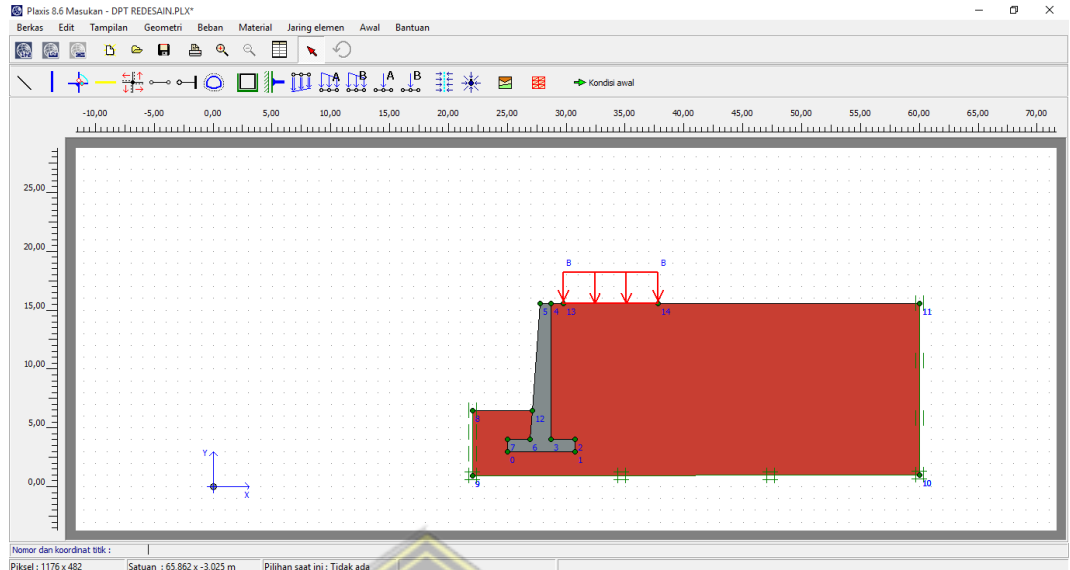 Plaxis 8.6 Masukan - DPT REDESAIN.PLX*
Berkas Edit Tampilan Geometri Beban Material Jaring elemen Awal Bantuan
A B A B Kondisi awal
-10,00 -5,00 0,00 5,00 10,00 15,00 20,00 25,00 30,00 35,00 40,00 45,00 50,00 55,00 60,00 65,00 70,00
25,00
20,00
B B
15,00
5 4 13 14 11
10,00
8 12
5,00
7 6 3 2
0 1
Y
0,00
9 10
X
Nomor dan koordinat titik :
Piksel : 1176 x 482 Satuan : 65.862 x -3.025 m Pilihan saat ini : Tidak ada